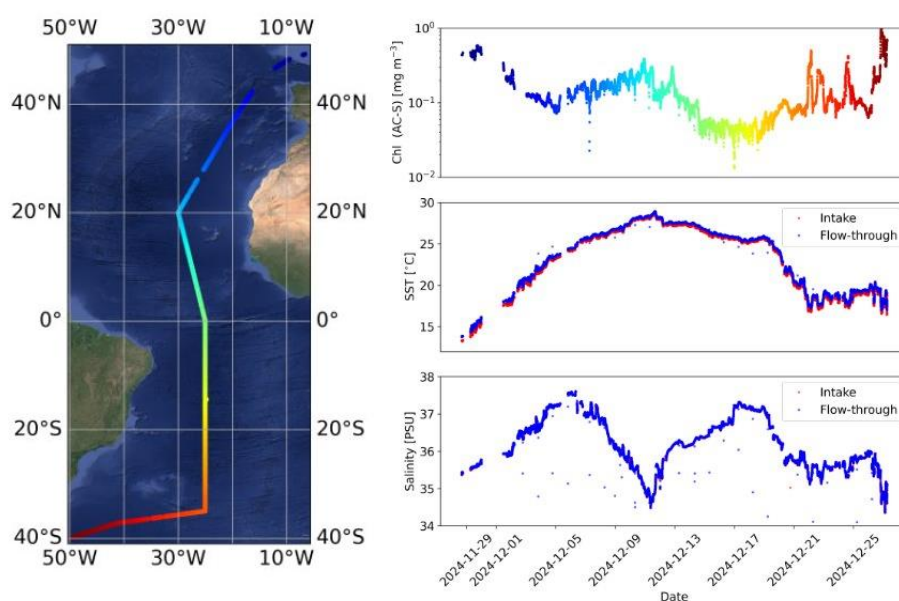 50°W 30°W 10°W
40°N 40°N
20°N 20°N
0° 0°
20°S 20°S
40°S 40°S
50°W 30°W 10°W
Chl (AC-S) [mg m⁻³]
10⁰
10⁻¹
10⁻²
SST [°C]
30
25
20
15
Intake
Flow-through
Salinity [PSU]
38
37
36
35
34
Intake
Flow-through
2024-11-29
2024-12-01
2024-12-05
2024-12-09
2024-12-13
2024-12-17
2024-12-21
2024-12-25
Date